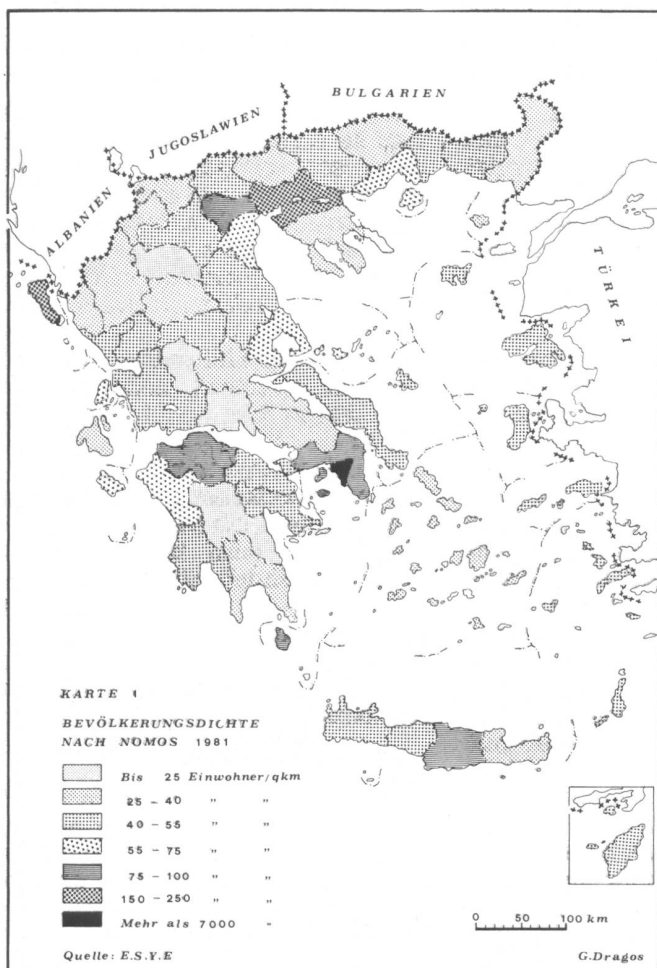 BULGARIEN
JUGOSLAWIEN
ALBANIEN
TÜRKEI
KARTE 1
BEVÖLKERUNGSDICHTE
NACH NOMOS 1981
Bis 25 Einwohner/qkm
25 – 40 " "
40 – 55 " "
55 – 75 " "
75 – 100 " "
150 – 250 " "
Mehr als 7000 "
0 50 100 km
Quelle: E.S.Y.E
G.Dragos